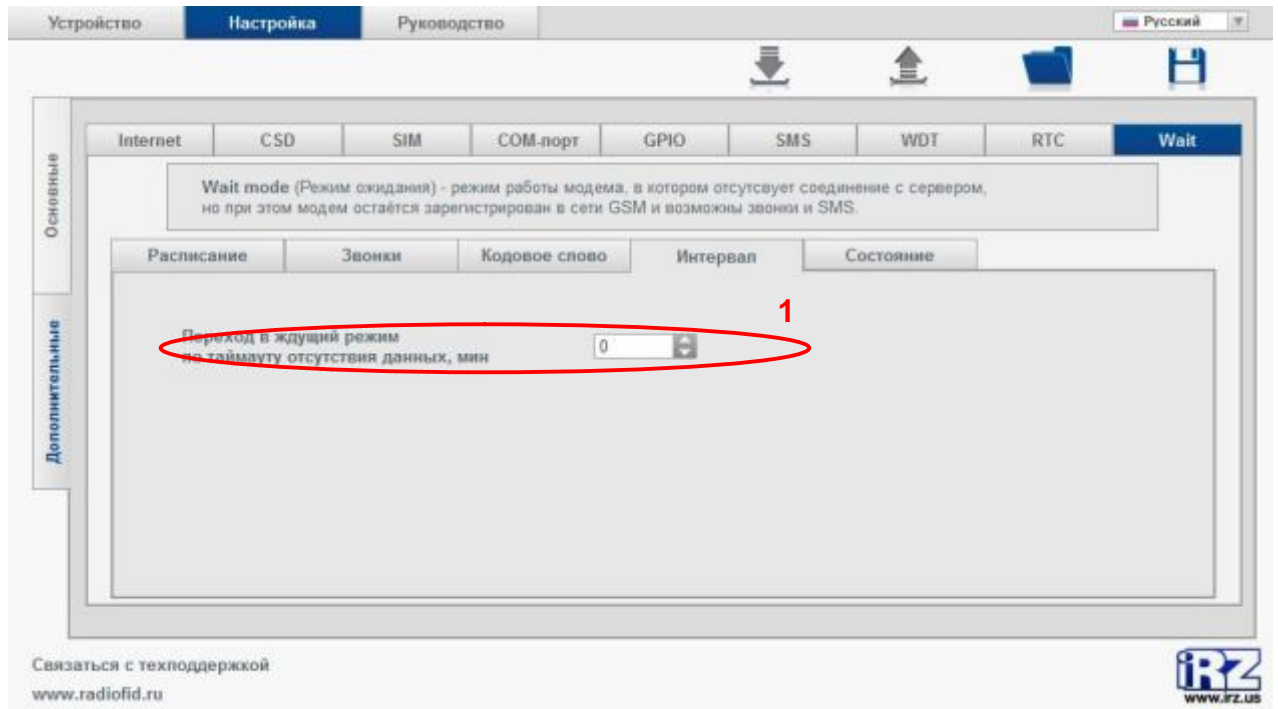 Устройство
Настройка
Руководство
Русский
Основные
Дополнительные
Internet
CSD
SIM
COM-порт
GPIO
SMS
WDT
RTC
Wait
Wait mode (Режим ожидания) - режим работы модема, в котором отсутсвует соединение с сервером,
но при этом модем остаётся зарегистрирован в сети GSM и возможны звонки и SMS.
Расписание
Звонки
Кодовое слово
Интервал
Состояние
1
Переход в ждущий режим
по таймауту отсутствия данных, мин
0
Связаться с техподдержкой
www.radiofid.ru
iRZ
www.irz.us